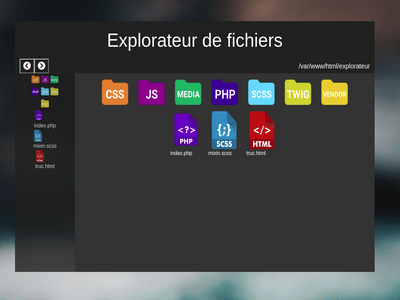 Explorateur de fichiers
/var/www/html/explorateur
CSS JS MEDIA PHP SCSS TWIG VENDOR
index.php
mixin.scss
truc.html
<?> {;} </>
PHP SCSS HTML
index.php mixin.scss truc.html